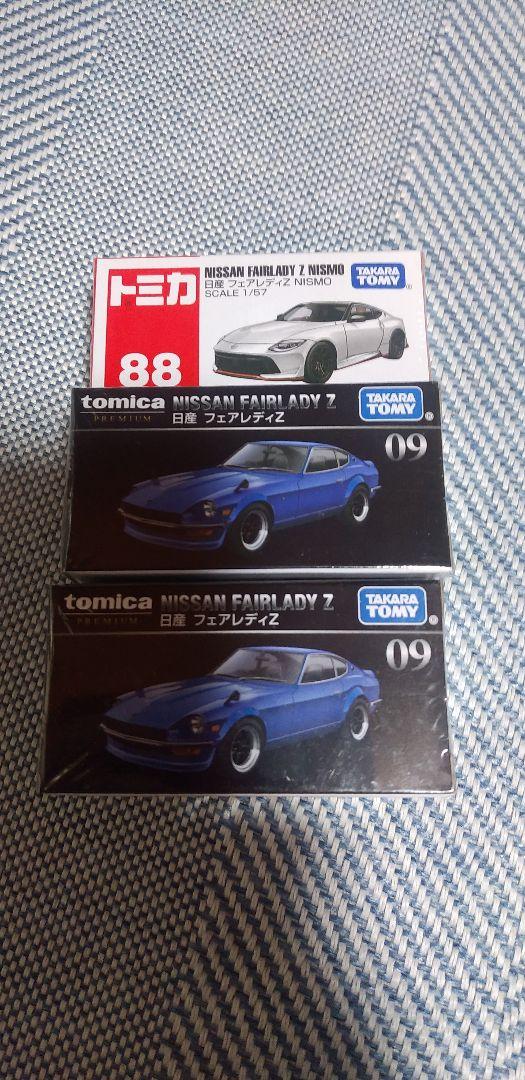 トミカ
88
NISSAN FAIRLADY Z NISMO
日産 フェアレディZ NISMO
SCALE 1/57
TAKARA
TOMY
tomica
PREMIUM
NISSAN FAIRLADY Z
日産 フェアレディZ
TAKARA
TOMY
09
tomica
PREMIUM
NISSAN FAIRLADY Z
日産 フェアレディZ
TAKARA
TOMY
09